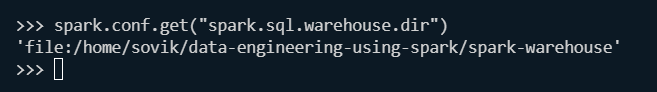 >>> spark.conf.get("spark.sql.warehouse.dir")
'file:/home/sovik/data-engineering-using-spark/spark-warehouse'
>>>